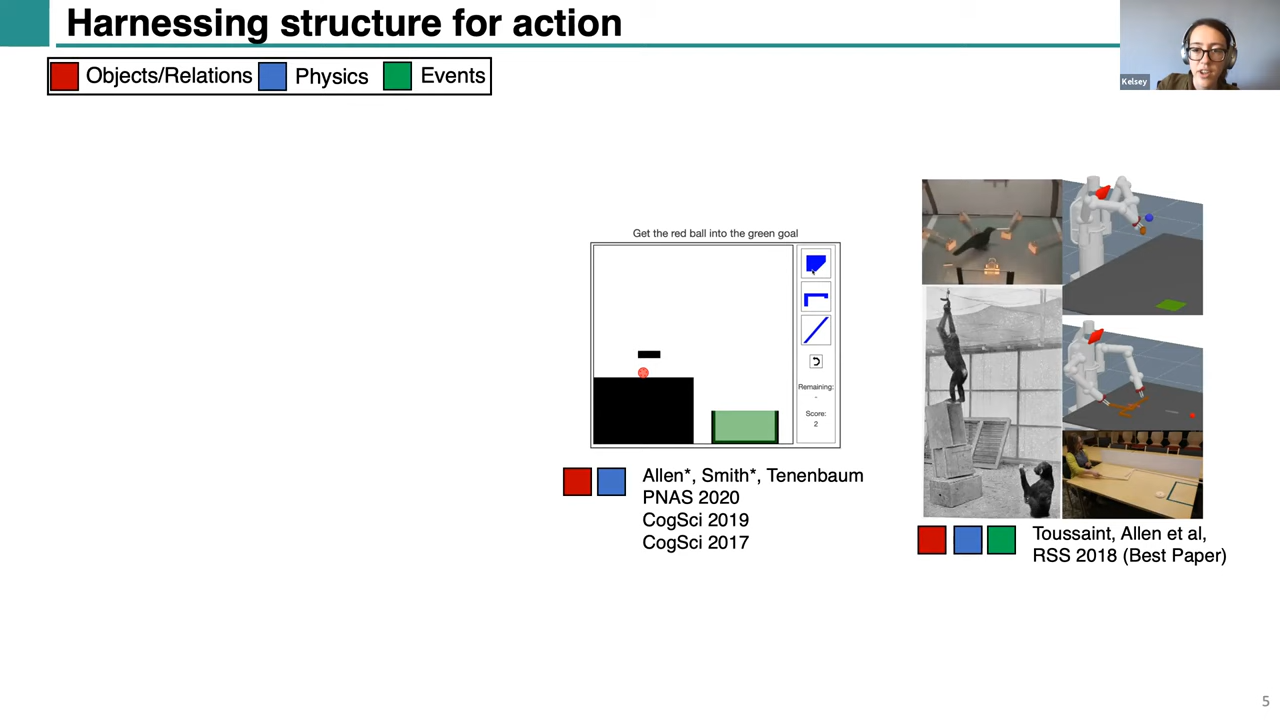 Harnessing structure for action
Kelsey
Objects/Relations
Physics
Events
Get the red ball into the green goal
Remaining:
-
Score:
2
Allen*, Smith*, Tenenbaum
PNAS 2020
CogSci 2019
CogSci 2017
Toussaint, Allen et al,
RSS 2018 (Best Paper)
5